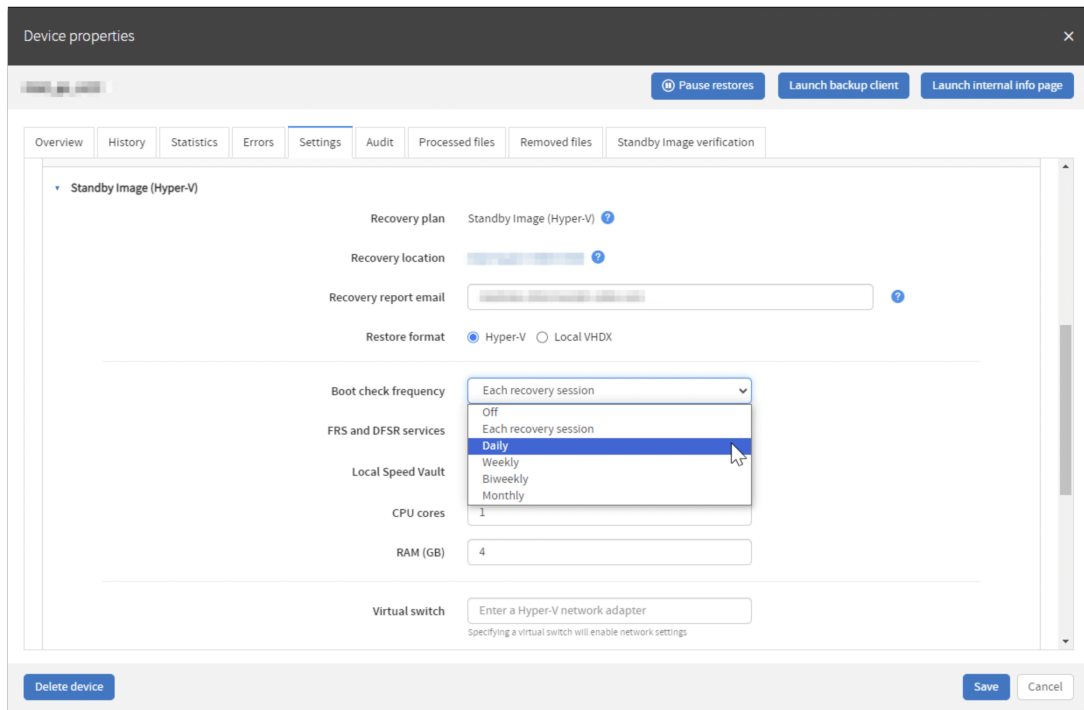 Device properties
Pause restores
Launch backup client
Launch internal info page
Overview
History
Statistics
Errors
Settings
Audit
Processed files
Removed files
Standby Image verification
Standby Image (Hyper-V)
Recovery plan
Standby Image (Hyper-V) ?
Recovery location
?
Recovery report email
?
Restore format
Hyper-V
Local VHDX
Boot check frequency
Each recovery session
Off
Each recovery session
Daily
Weekly
Biweekly
Monthly
FRS and DFSR services
Local Speed Vault
CPU cores
1
RAM (GB)
4
Virtual switch
Enter a Hyper-V network adapter
Specifying a virtual switch will enable network settings
Delete device
Save
Cancel